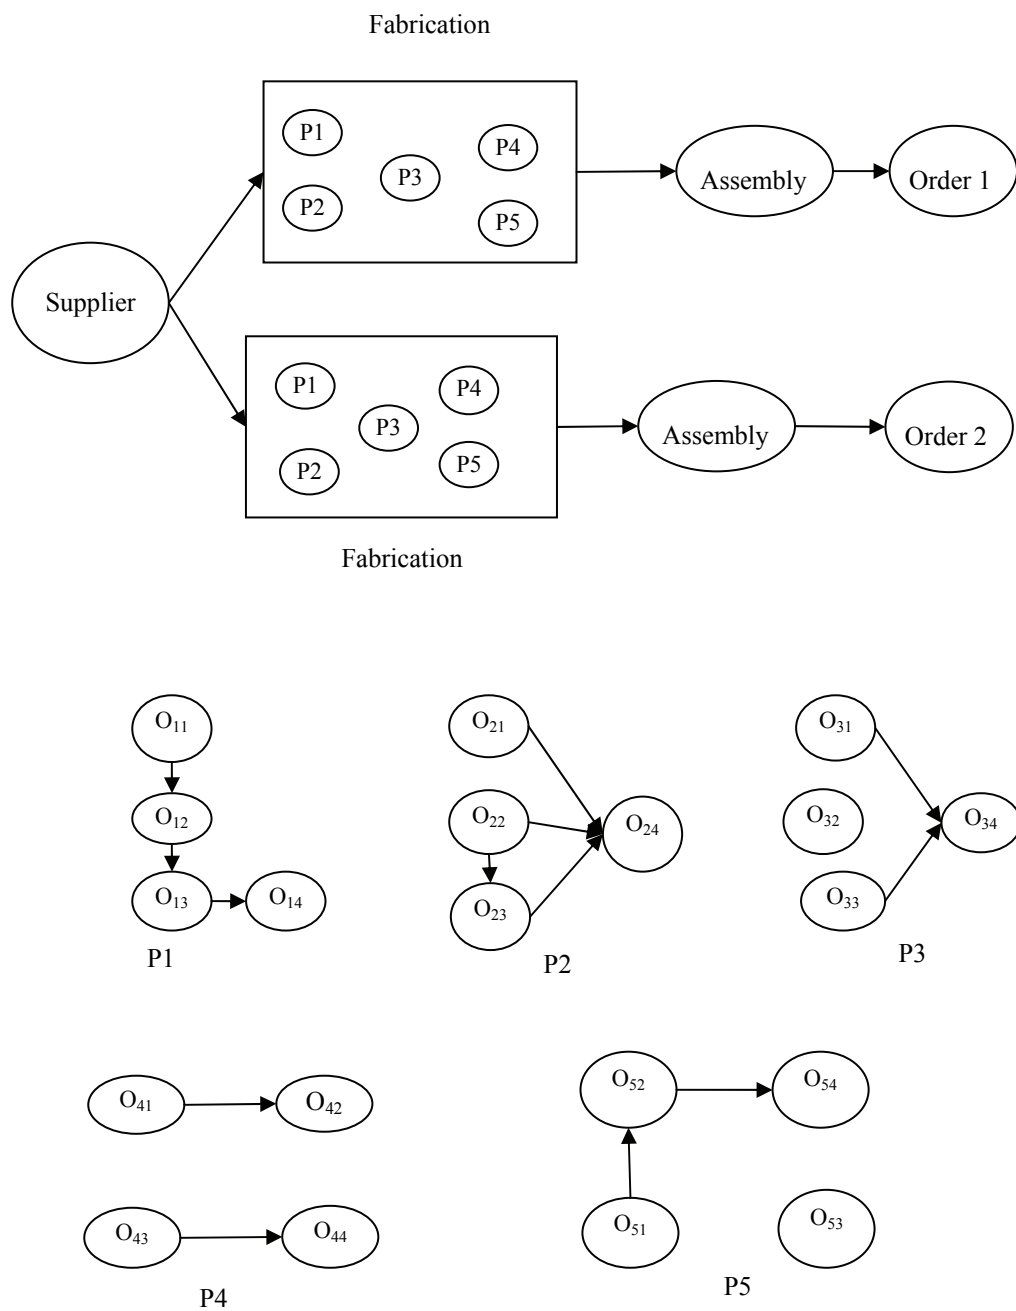 Fabrication
P1
P4
P3
P2
P5
Supplier
Assembly
Order 1
P1
P4
P3
P2
P5
Assembly
Order 2
Fabrication
O11
O12
O13
O14
P1
O21
O22
O24
O23
P2
O31
O32
O34
O33
P3
O41
O42
O43
O44
P4
O52
O54
O51
O53
P5